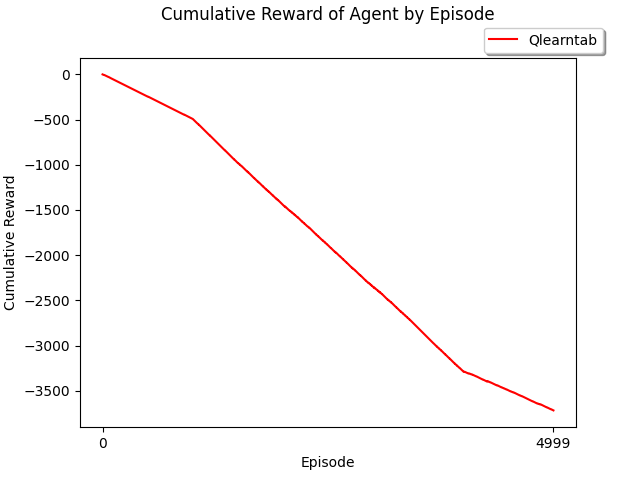 Cumulative Reward of Agent by Episode
Qlearntab
0
−500
−1000
−1500
−2000
−2500
−3000
−3500
Cumulative Reward
0
4999
Episode